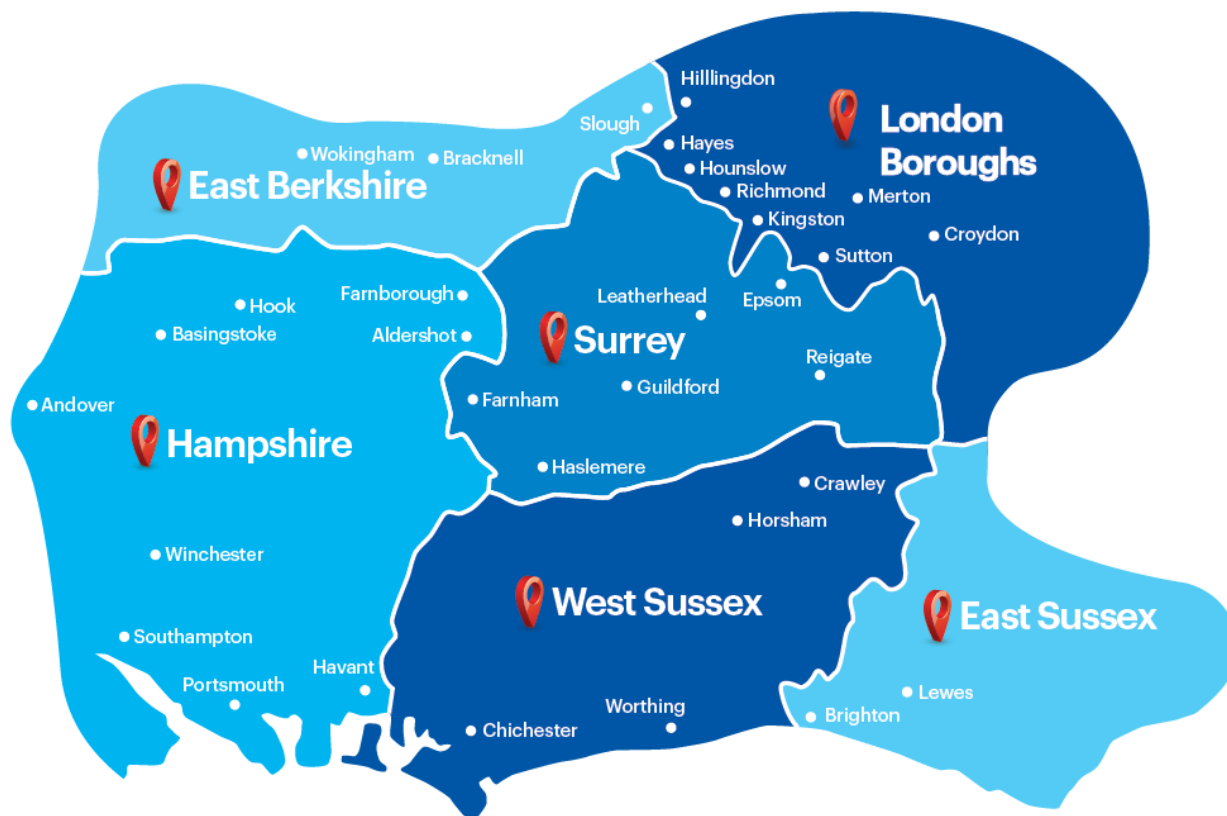 Hilllingdon
London
Boroughs
Slough
Hayes
Wokingham
Bracknell
Hounslow
East Berkshire
Richmond
Merton
Kingston
Croydon
Sutton
Farnborough
Leatherhead
Epsom
Hook
Basingstoke
Aldershot
Surrey
Reigate
Guildford
Farnham
Andover
Hampshire
Haslemere
Crawley
Horsham
Winchester
West Sussex
East Sussex
Southampton
Havant
Portsmouth
Lewes
Worthing
Brighton
Chichester